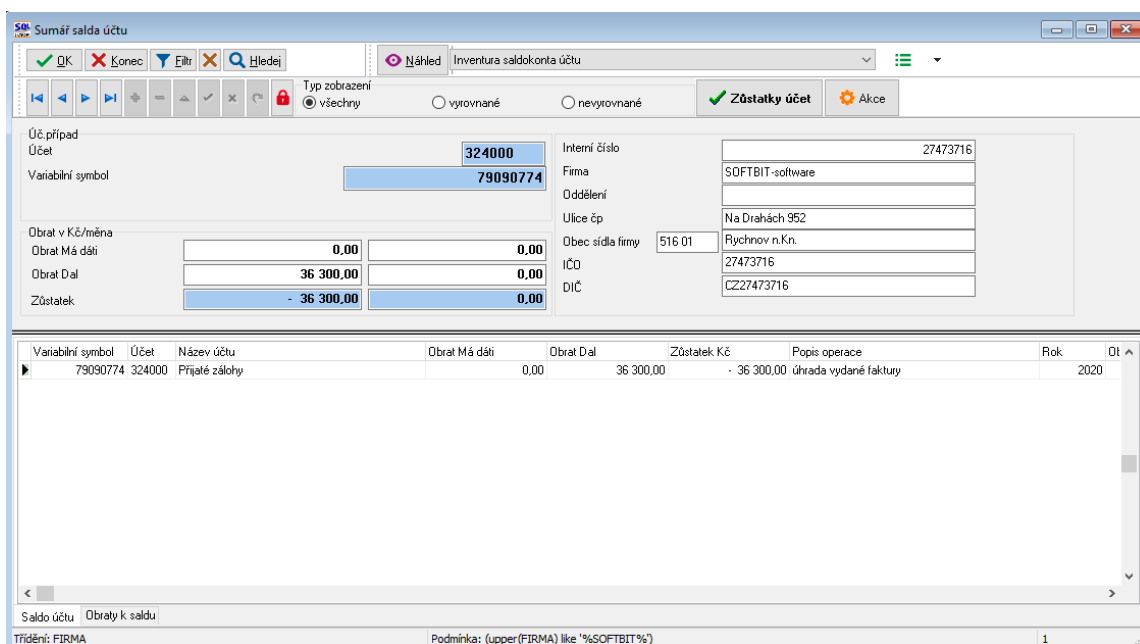 SQL Sumář salda účtu
OK Konec Filtr Hledej Náhled Inventura saldokonta účtu
Typ zobrazení
všechny vyrovnané nevyrovnané Zůstatky účet Akce
Úč.případ
Účet 324000
Variabilní symbol 79090774
Obrat v Kč/měna
Obrat Má dáti 0,00 0,00
Obrat Dal 36 300,00 0,00
Zůstatek - 36 300,00 0,00
Interní číslo 27473716
Firma SOFTBIT-software
Oddělení
Ulice čp Na Drahách 952
Obec sídla firmy 516 01 Rychnov n.Kn.
IČO 27473716
DIČ CZ27473716
Variabilní symbol Účet Název účtu Obrat Má dáti Obrat Dal Zůstatek Kč Popis operace Rok
79090774 324000 Přijaté zálohy 0,00 36 300,00 - 36 300,00 úhrada vydané faktury 2020
Saldo účtu Obraty k saldu
Třídění: FIRMA Podmínka: (upper(FIRMA) like '%SOFTBIT%') 1